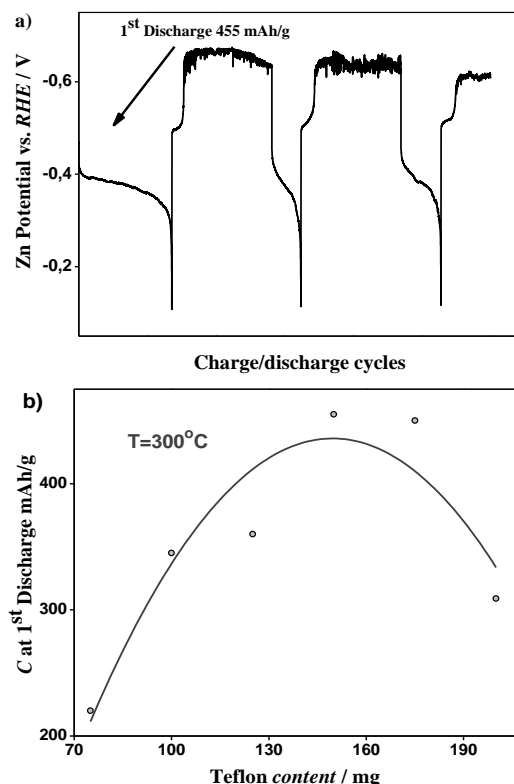 a)
1st Discharge 455 mAh/g
-0,6
-0,4
-0,2
Zn Potential vs. RHE / V
Charge/discharge cycles
b)
T=300°C
400
300
200
C at 1st Discharge mAh/g
70 100 130 160 190
Teflon content / mg